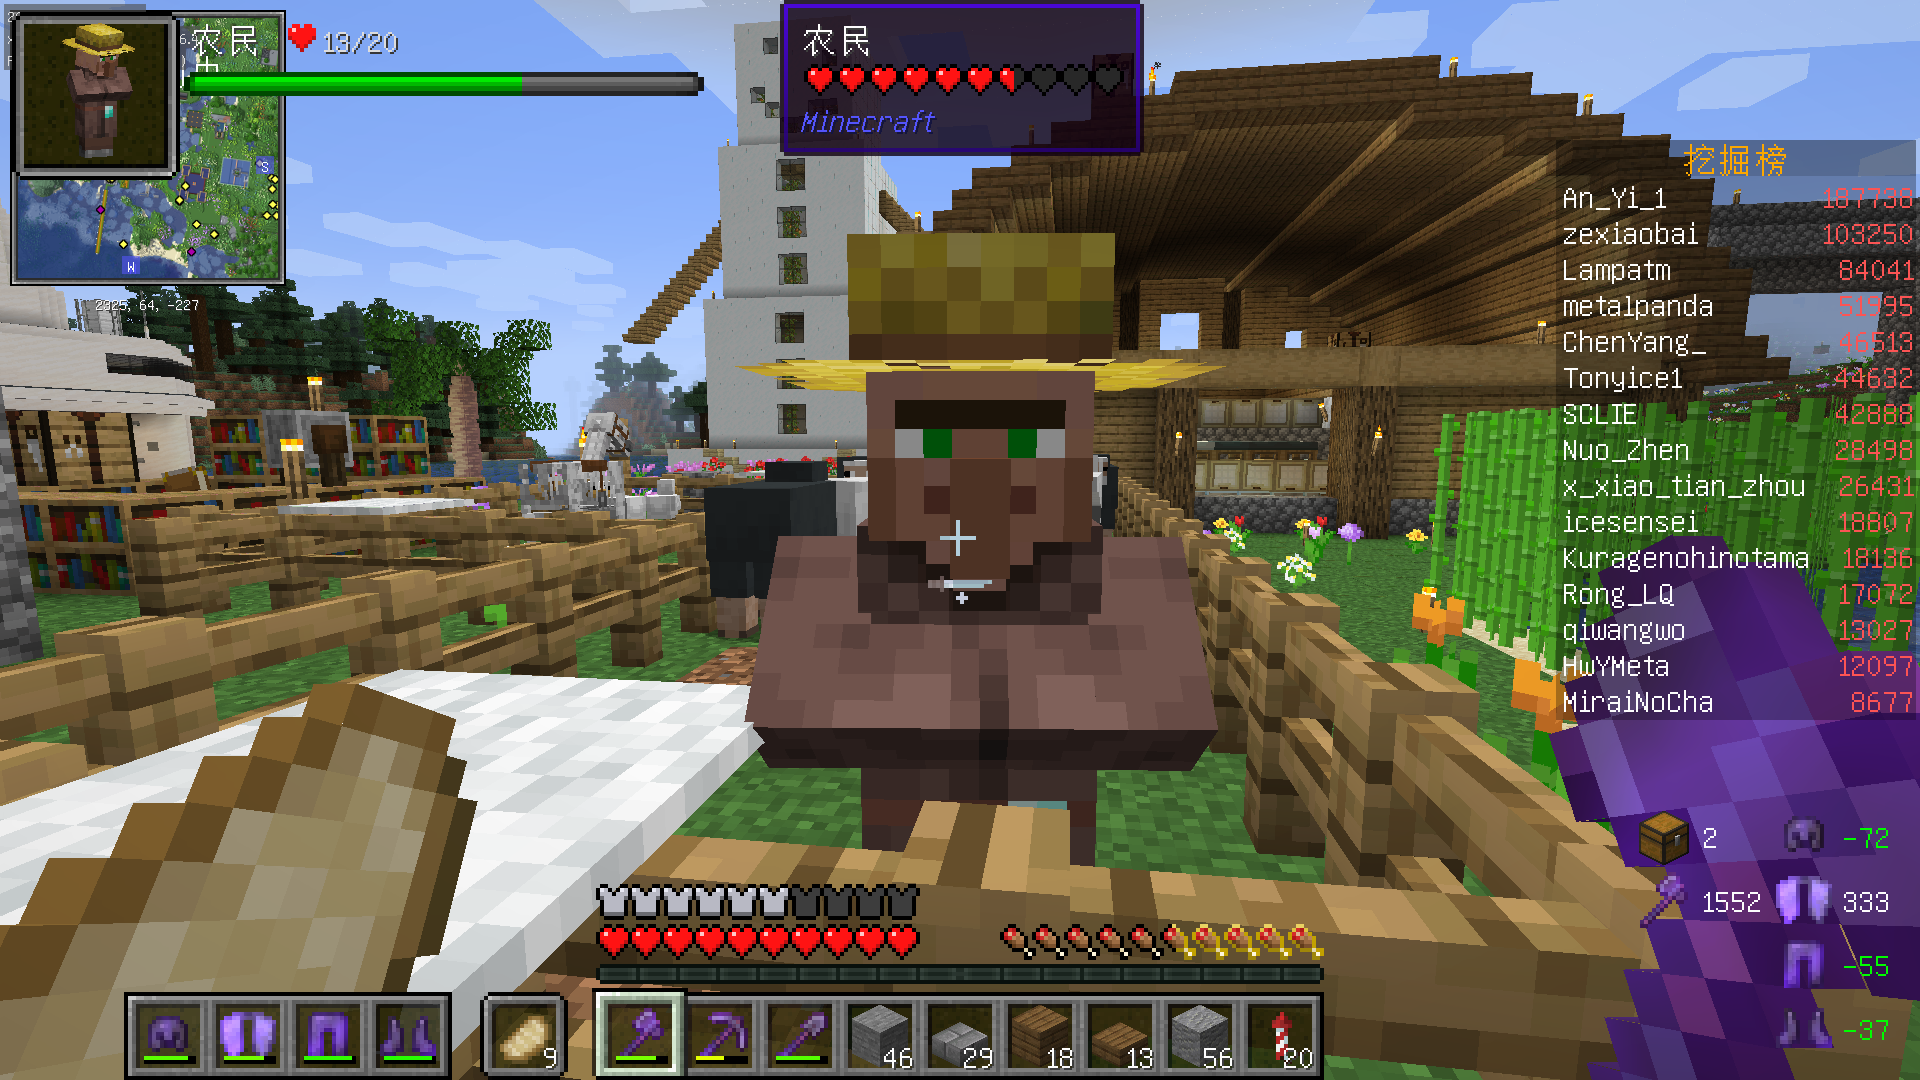 农民
13/20
2325, 64, -227
S
W
农民
Minecraft
挖掘榜
An_Yi_1 187738
zexiaobai 103250
Lampatm 84041
metalpanda 51995
ChenYang_ 46513
Tonyice1 44632
SCLIE 42888
Nuo_Zhen 28498
x_xiao_tian_zhou 26431
icesensei 18807
Kuragenohinotama 18136
Rong_LQ 17072
qiwangwo 13027
HwYMeta 12097
MiraiNoCha 8677
2 -72
1552 333
-55
-37
9
46 29 18 13 56 20